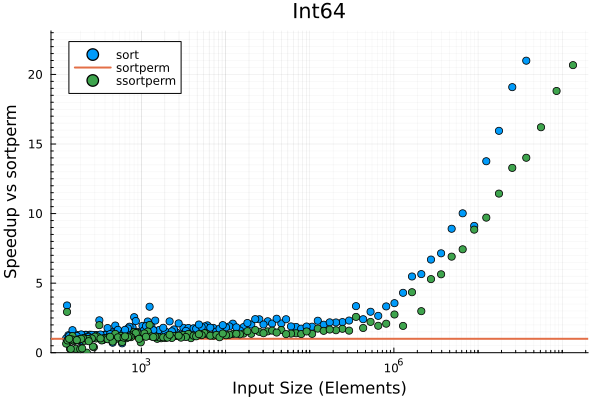 Int64
sort
sortperm
ssortperm
20
15
10
5
0
Speedup vs sortperm
10³
10⁶
Input Size (Elements)